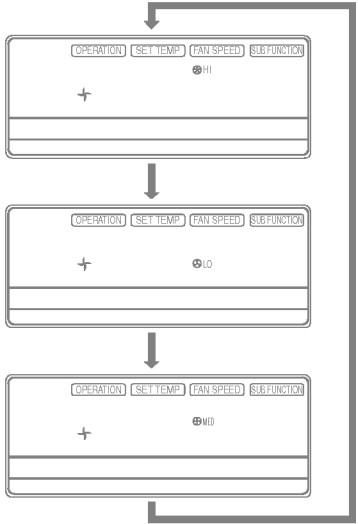 OPERATION SET TEMP FAN SPEED SUB FUNCTION
HI
OPERATION SET TEMP FAN SPEED SUB FUNCTION
LO
OPERATION SET TEMP FAN SPEED SUB FUNCTION
MED